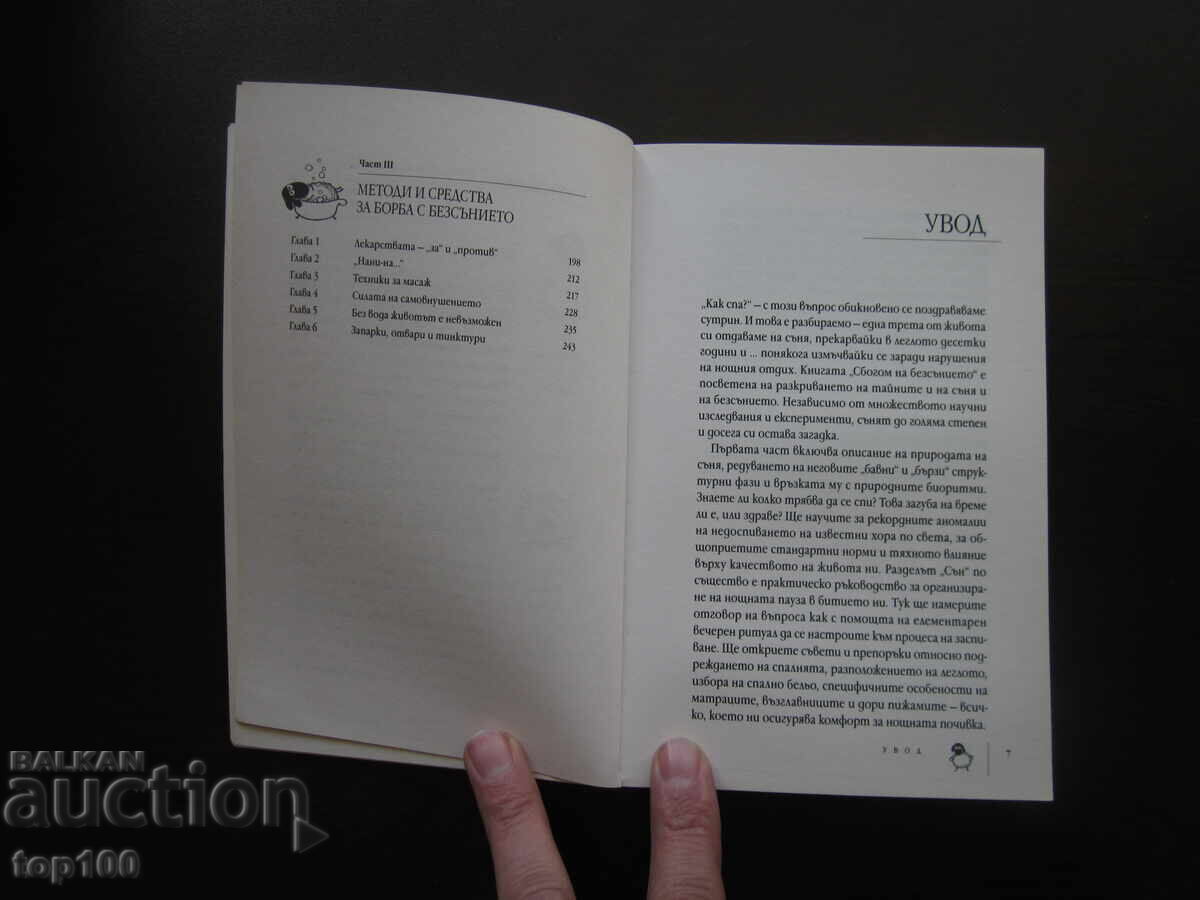 Част III
МЕТОДИ И СРЕДСТВА
ЗА БОРБА С БЕЗСЪНИЕТО
Глава 1 Лекарствата – „за“ и „против“ 198
Глава 2 „Нани-на...“ 212
Глава 3 Техники за масаж 217
Глава 4 Силата на самовнушението 228
Глава 5 Без вода животът е невъзможен 235
Глава 6 Запарки, отвари и тинктури 243
УВОД
„Как спа?“ – с този въпрос обикновено се поздравяваме
сутрин. И това е разбираемо – една трета от живота
си отдаваме на съня, прекарвайки в леглото десетки
години и ... понякога измъчвайки се заради нарушения
на нощния отдих. Книгата „Сбогом на безсънието“ е
посветена на разкриването на тайните и на съня и
на безсънието. Независимо от множеството научни
изследвания и експерименти, сънят до голяма степен
и досега си остава загадка.
Първата част включва описание на природата на
съня, редуването на неговите „бавни“ и „бързи“ струк-
турни фази и връзката му с природните биоритми.
Знаете ли колко трябва да се спи? Това загуба на време
ли е, или здраве? Ще научите за рекордните аномалии
на недоспиването на известни хора по света, за об-
щоприетите стандартни норми и тяхното влияние
върху качеството на живота ни. Разделът „Сън“ по
същество е практическо ръководство за организира-
не на нощната пауза в битието ни. Тук ще намерите
отговор на въпроса как с помощта на елементарен
вечерен ритуал да се настроите към процеса на заспи-
ване. Ще откриете съвети и препоръки относно под-
реждането на спалнята, разположението на леглото,
избора на спално бельо, специфичните особености на
матраците, възглавниците и дори пижамите – всич-
ко, което ни осигурява комфорт за нощната почивка.
УВОД 7
BALKAN
auction
top100